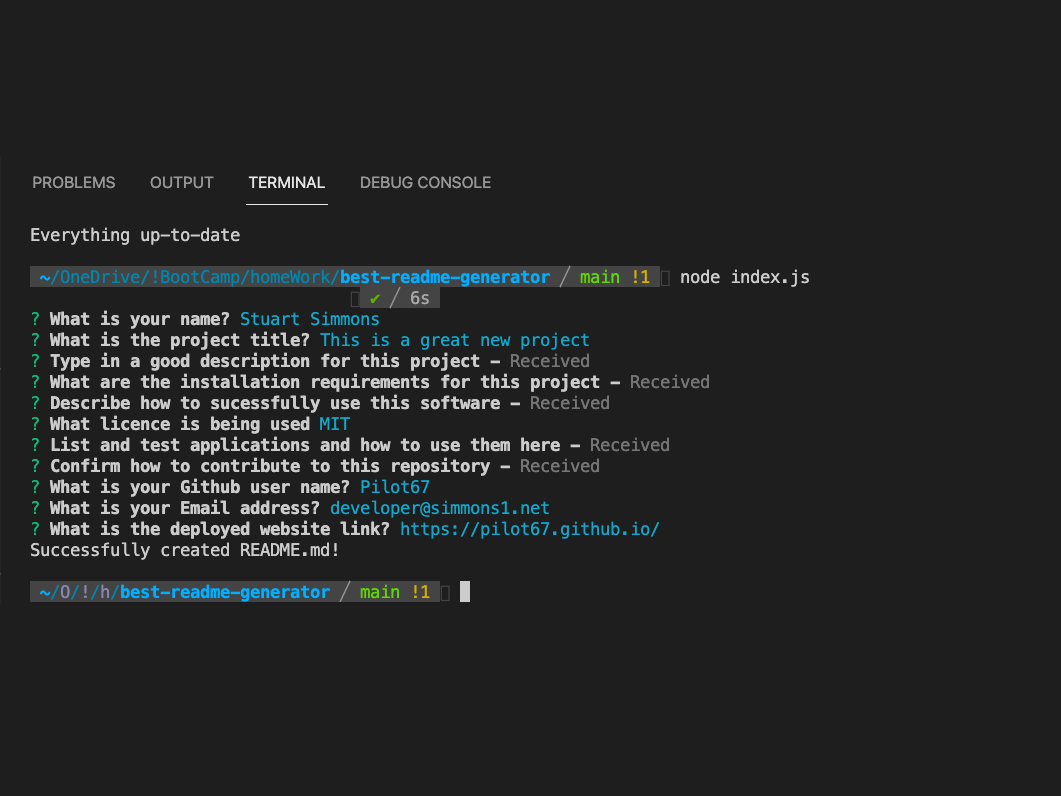 PROBLEMS OUTPUT TERMINAL DEBUG CONSOLE
Everything up-to-date
~/OneDrive/!BootCamp/homeWork/best-readme-generator / main !1 node index.js
✔ / 6s
? What is your name? Stuart Simmons
? What is the project title? This is a great new project
? Type in a good description for this project – Received
? What are the installation requirements for this project – Received
? Describe how to sucessfully use this software – Received
? What licence is being used MIT
? List and test applications and how to use them here – Received
? Confirm how to contribute to this repository – Received
? What is your Github user name? Pilot67
? What is your Email address? developer@simmons1.net
? What is the deployed website link? https://pilot67.github.io/
Successfully created README.md!
~/O/!/h/best-readme-generator / main !1